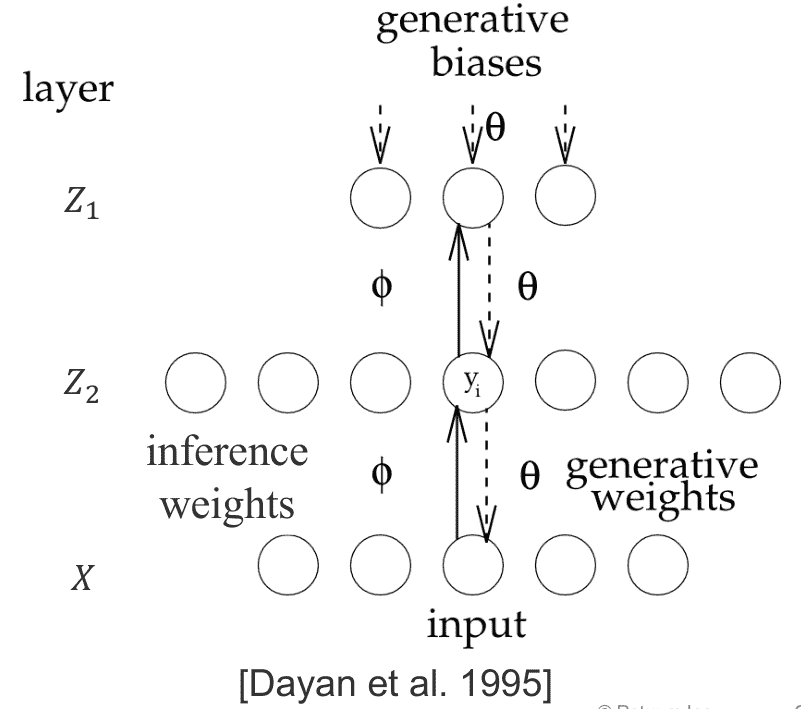 generative
biases
layer
θ
Z₁
ϕ θ
Z₂ yᵢ
inference
weights
ϕ θ
generative
weights
X
input
[Dayan et al. 1995]